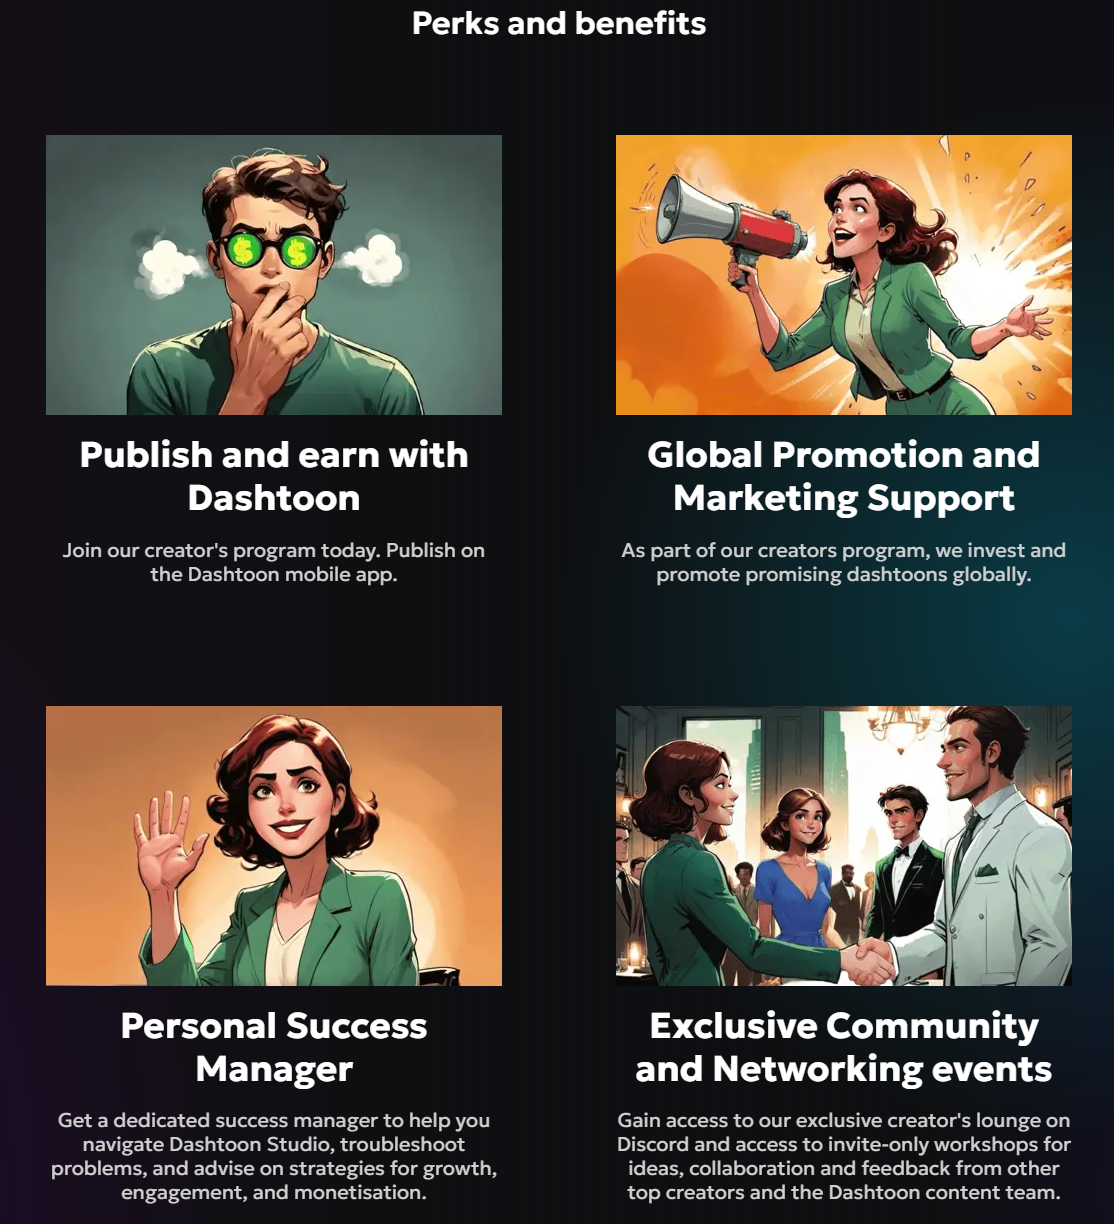 Perks and benefits
$ $
Publish and earn with
Dashtoon
Join our creator's program today. Publish on
the Dashtoon mobile app.
Global Promotion and
Marketing Support
As part of our creators program, we invest and
promote promising dashtoons globally.
Personal Success
Manager
Get a dedicated success manager to help you
navigate Dashtoon Studio, troubleshoot
problems, and advise on strategies for growth,
engagement, and monetisation.
Exclusive Community
and Networking events
Gain access to our exclusive creator's lounge on
Discord and access to invite-only workshops for
ideas, collaboration and feedback from other
top creators and the Dashtoon content team.